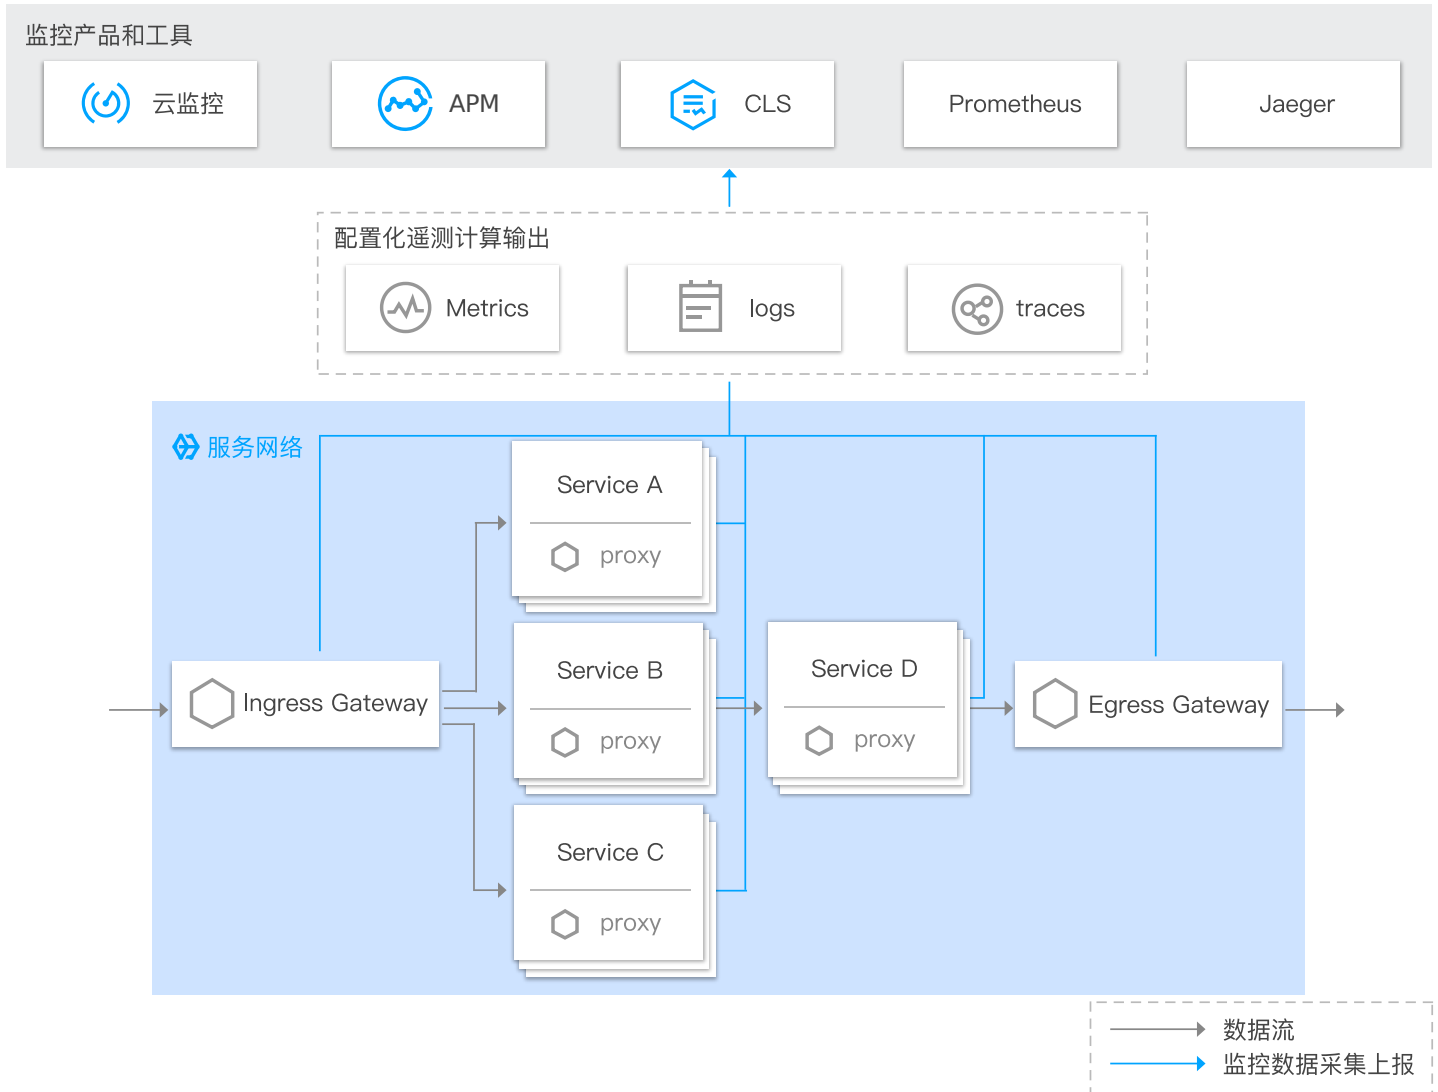 监控产品和工具
云监控
APM
CLS
Prometheus
Jaeger
配置化遥测计算输出
Metrics
logs
traces
服务网络
Service A
proxy
Ingress Gateway
Service B
proxy
Service D
proxy
Egress Gateway
Service C
proxy
数据流
监控数据采集上报